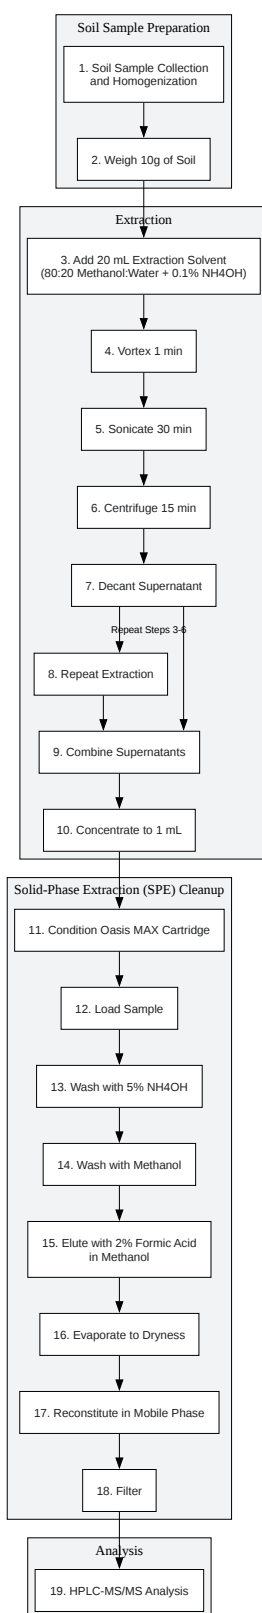 Soil Sample Preparation
1. Soil Sample Collection
and Homogenization
2. Weigh 10g of Soil
Extraction
3. Add 20 mL Extraction Solvent
(80:20 Methanol:Water + 0.1% NH4OH)
4. Vortex 1 min
5. Sonicate 30 min
6. Centrifuge 15 min
7. Decant Supernatant
Repeat Steps 3-6
8. Repeat Extraction
9. Combine Supernatants
10. Concentrate to 1 mL
Solid-Phase Extraction (SPE) Cleanup
11. Condition Oasis MAX Cartridge
12. Load Sample
13. Wash with 5% NH4OH
14. Wash with Methanol
15. Elute with 2% Formic Acid
in Methanol
16. Evaporate to Dryness
17. Reconstitute in Mobile Phase
18. Filter
Analysis
19. HPLC-MS/MS Analysis